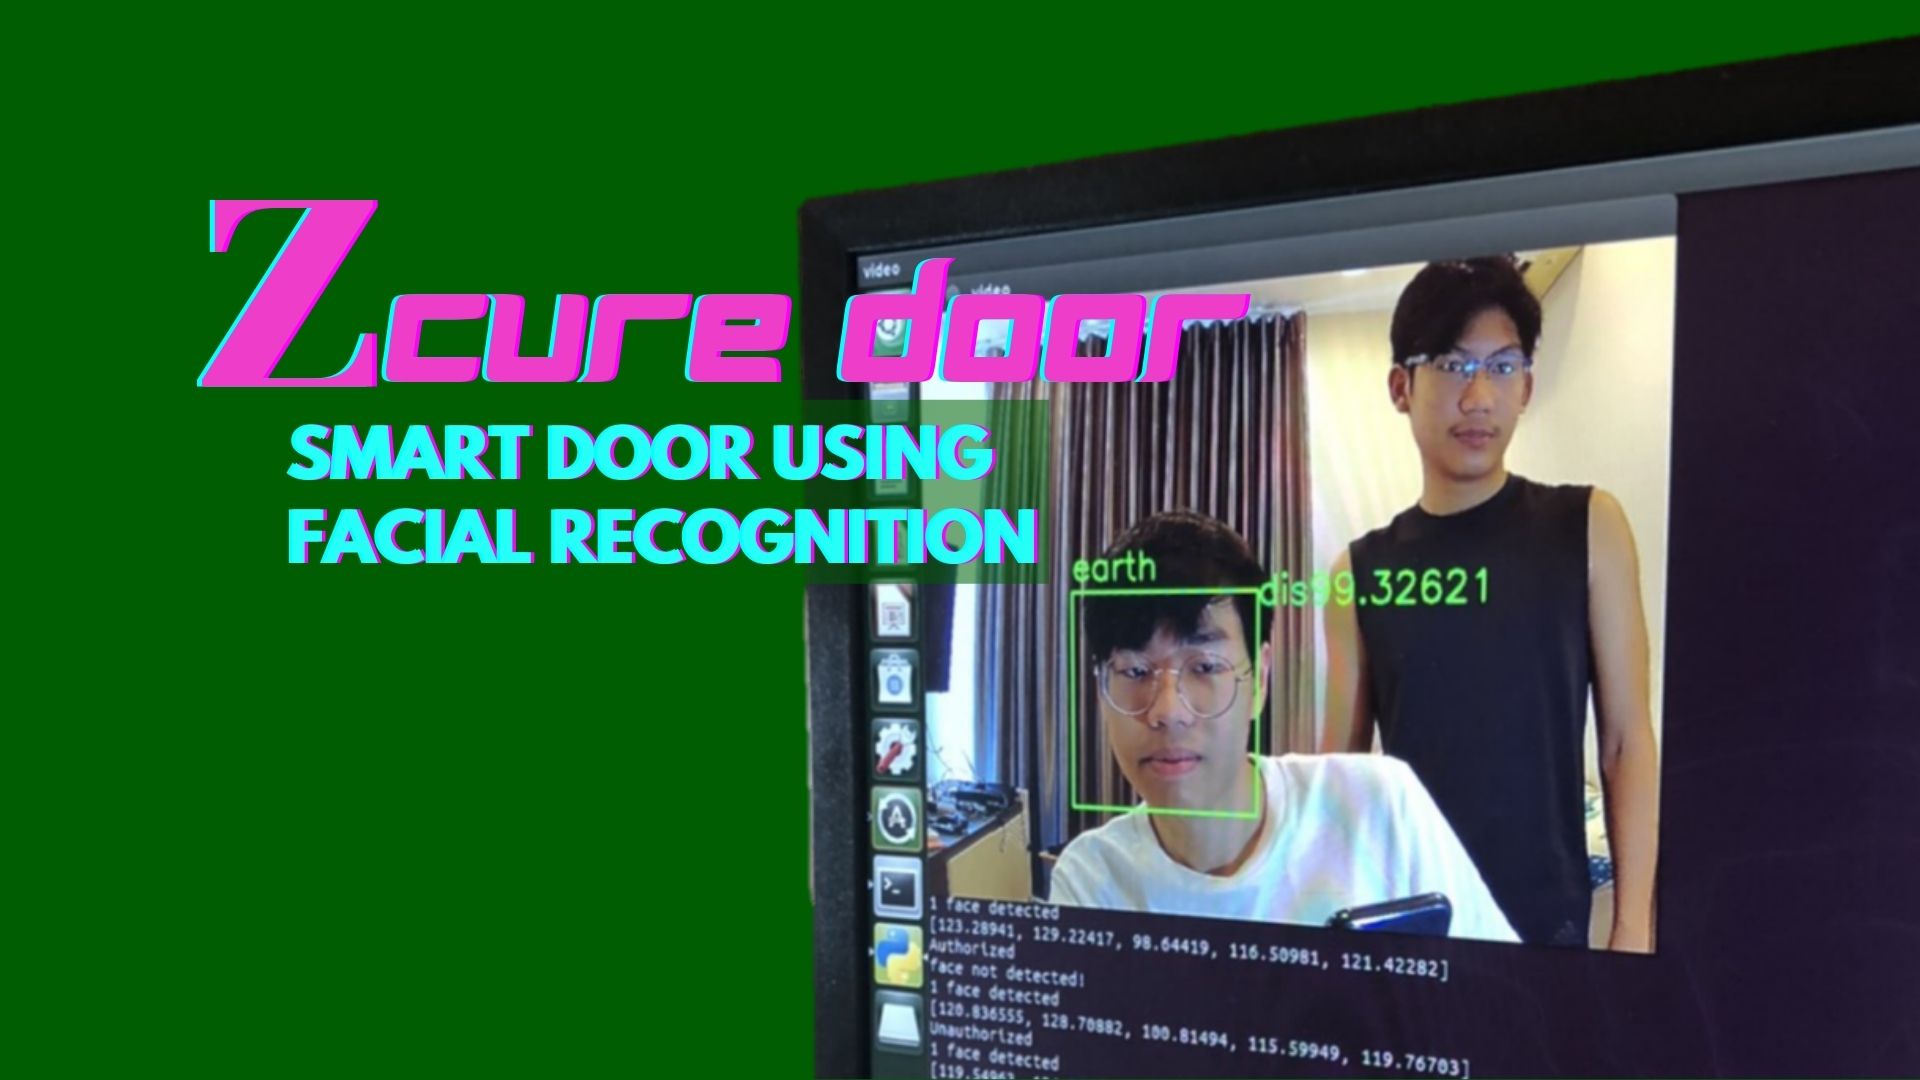 Zcure door
SMART DOOR USING
FACIAL RECOGNITION
video
video
earth
dis99.32621
1 face detected
[123.28941, 129.22417, 98.64419, 116.50981, 121.42282]
Authorized
face not detected!
1 face detected
[120.836555, 128.70882, 100.81494, 115.59949, 119.76703]
Unauthorized
1 face detected